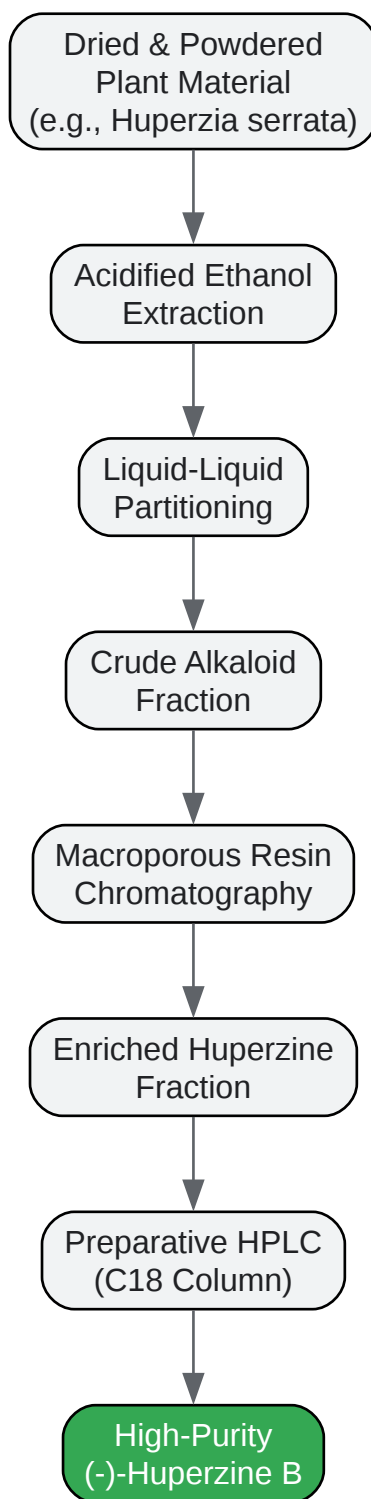 Dried & Powdered
Plant Material
(e.g., Huperzia serrata)
Acidified Ethanol
Extraction
Liquid-Liquid
Partitioning
Crude Alkaloid
Fraction
Macroporous Resin
Chromatography
Enriched Huperzine
Fraction
Preparative HPLC
(C18 Column)
High-Purity
(-)-Huperzine B